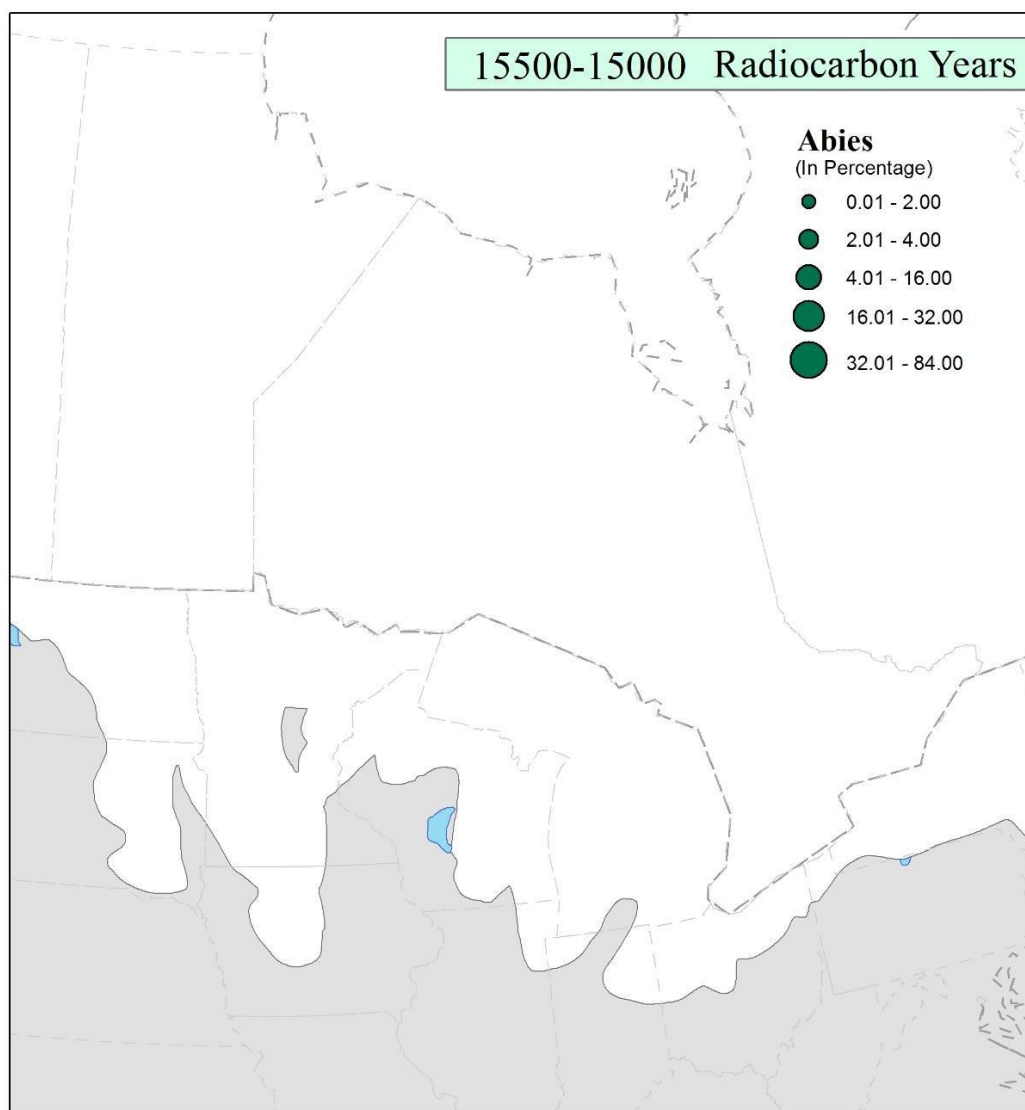 15500-15000 Radiocarbon Years
Abies
(In Percentage)
0.01 - 2.00
2.01 - 4.00
4.01 - 16.00
16.01 - 32.00
32.01 - 84.00